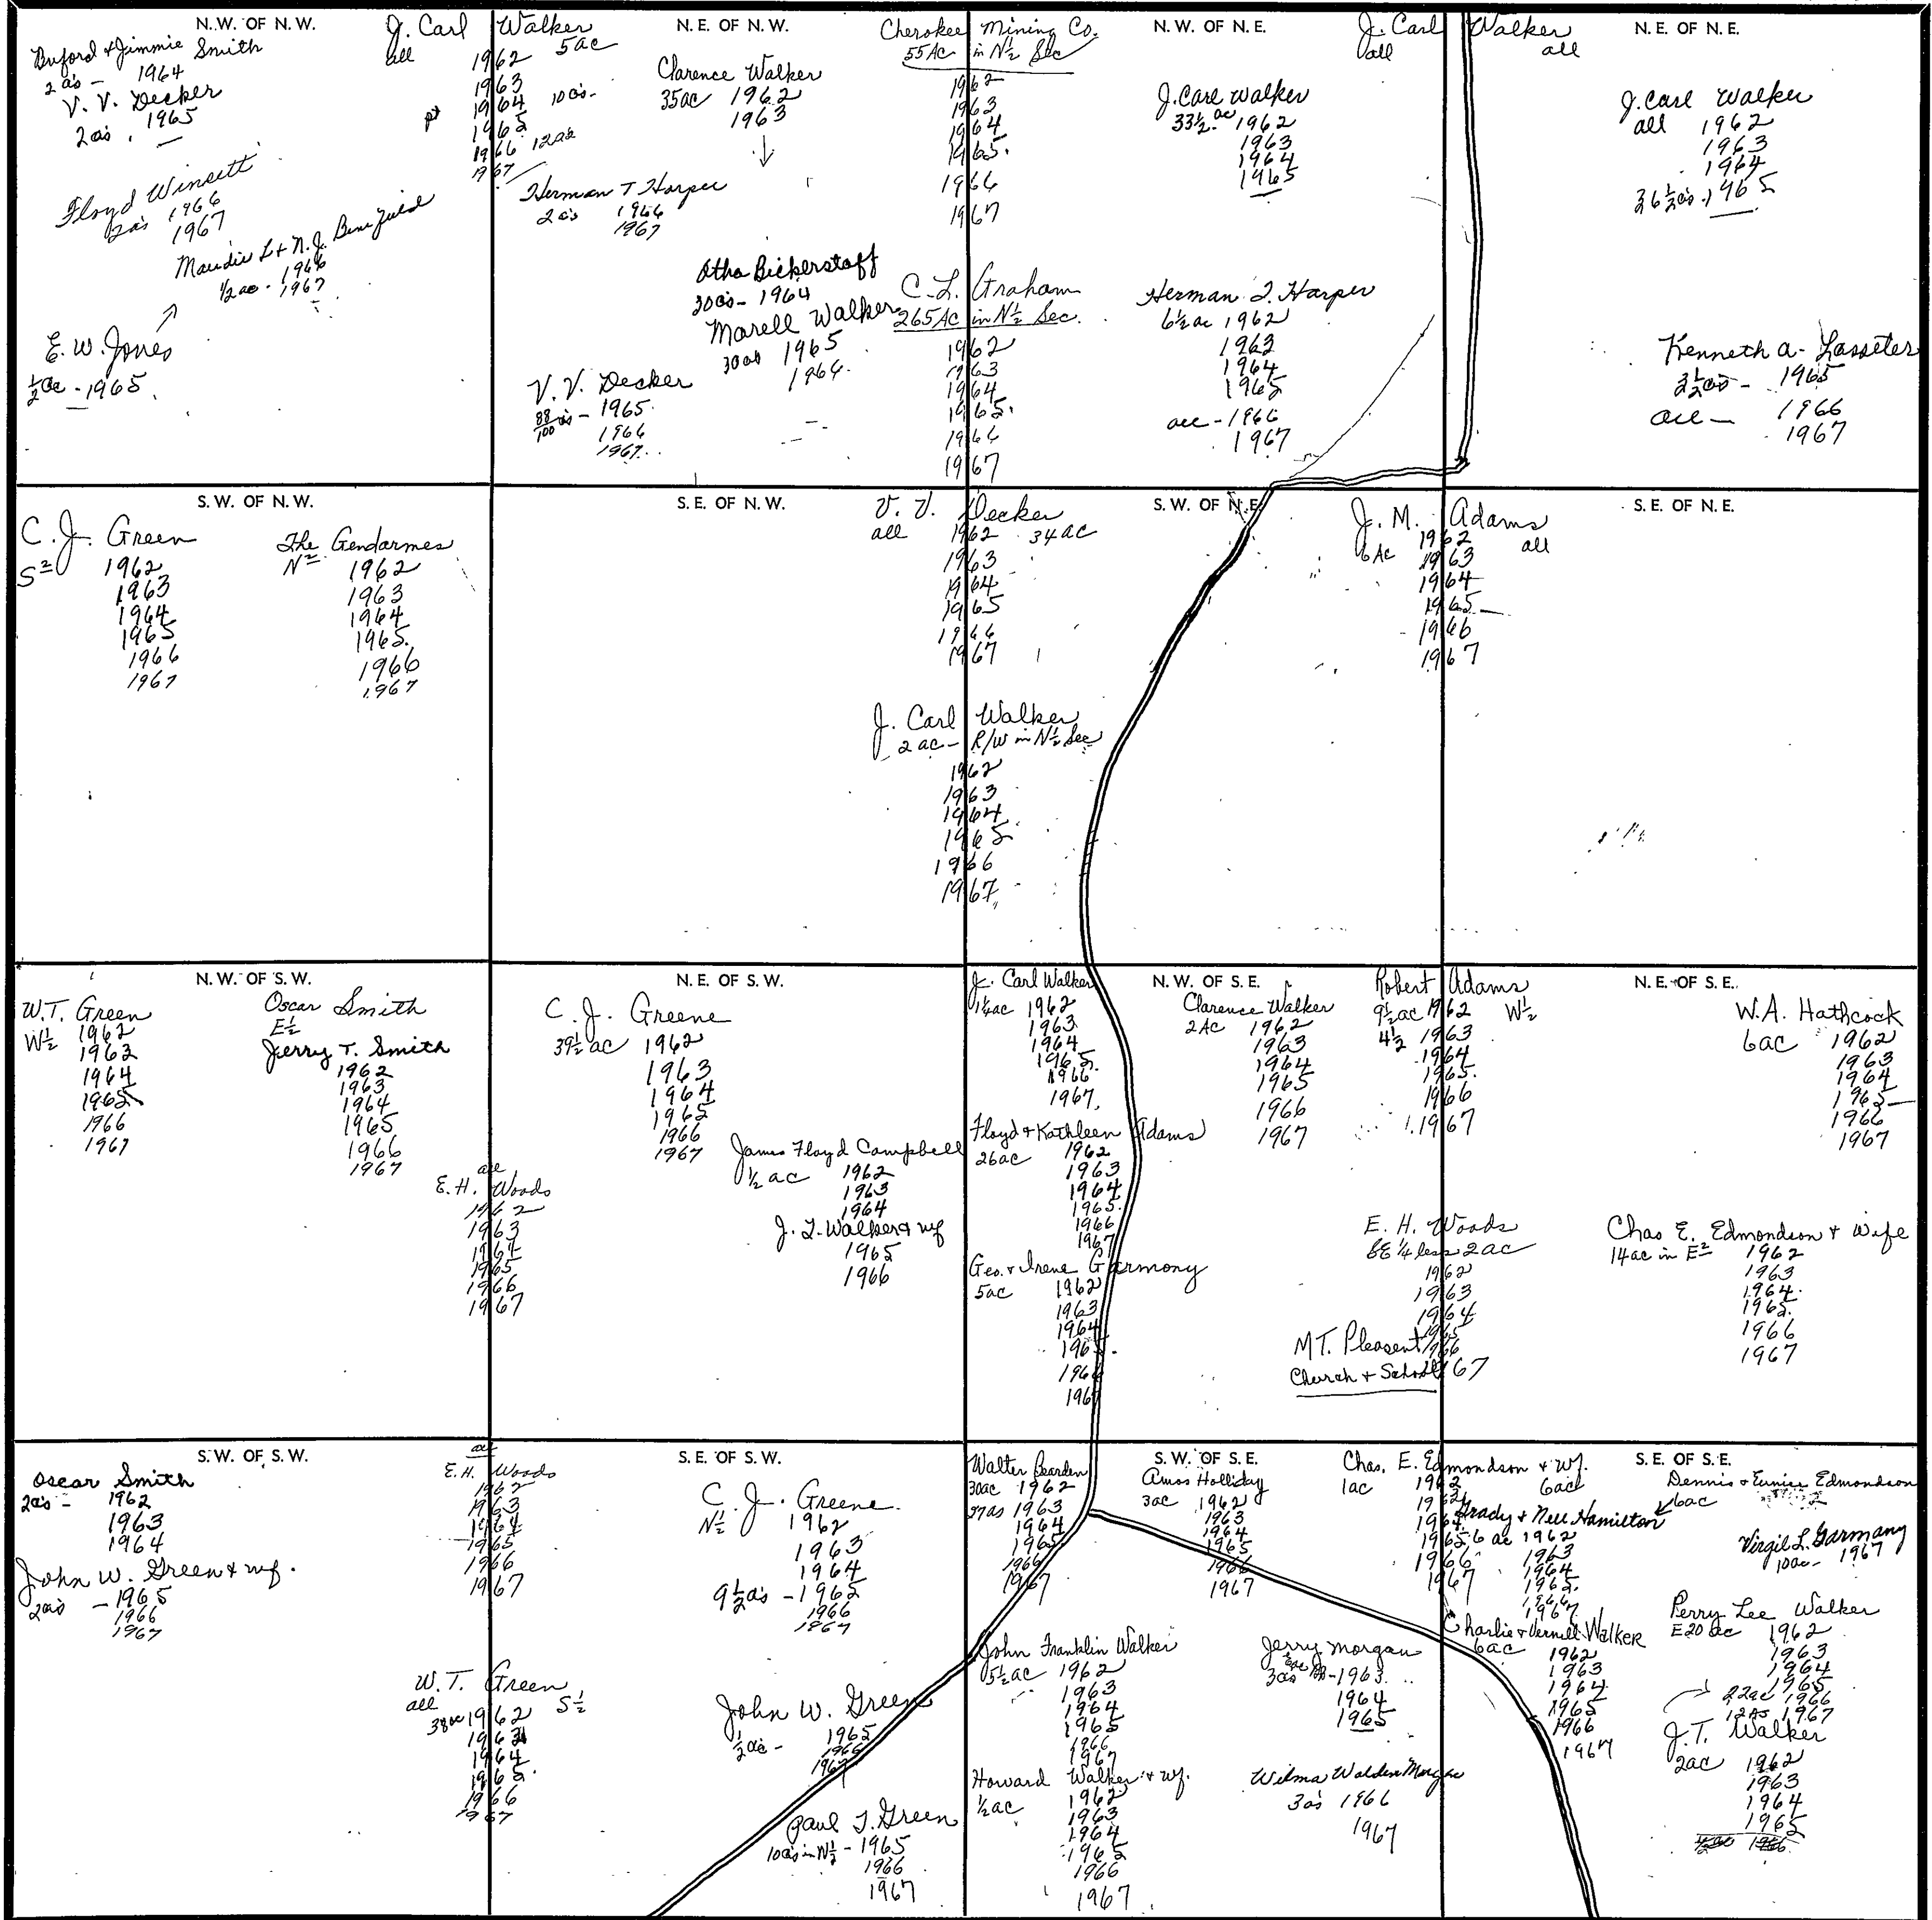 N.W. OF N.W.
Buford & Jimmie Smith
2 a's - 1964
V. V. Decker
2 a's. 1965
Floyd Winsett
2 a's 1966
1967
Maudie L + N. J. Benefield
1966
1/2 ac - 1967
E. W. Jones
1/2 ac - 1965
J. Carl Walker
all 1962 5 ac
1963
1964 10 a's-
pt 1965
1966 12 a's
1967
N.E. OF N.W.
Clarence Walker
35 ac 1962
1963
Herman T Harper
2 a's 1966
1967
Otha Bickerstaff
30 a's - 1964
Marell Walker
30 a's 1965
1966
V. V. Decker
88/100 a's - 1965
1966
1967
Cherokee Mining Co.
55 Ac in N 1/2 Sec
1962
1963
1964
1965
1966
1967
C. L. Graham
265 Ac in N 1/2 Sec.
1962
1963
1964
1965
1966
1967
N.W. OF N.E.
J. Carl Walker
33 1/2 ac 1962
1963
1964
1965
Herman T. Harper
6 1/2 ac 1962
1963
1964
1965
all - 1966
1967
J. Carl Walker
all all
N.E. OF N.E.
J. Carl Walker
all 1962
1963
1964
36 1/2 a's. 1965
Kenneth A. Lasseter
3 1/2 a's - 1965
all - 1966
1967
S.W. OF N.W.
C. J. Green
S 2 1962
1963
1964
1965
1966
1967
The Gendarmes
N 2 1962
1963
1964
1965
1966
1967
S.E. OF N.W.
V. V. Decker
all 1962 34 ac
1963
1964
1965
1966
1967
J. Carl Walker
2 ac - R/W in N 1/2 Sec
1962
1963
1964
1965
1966
1967
S.W. OF N.E.
J. M. Adams
6 Ac 1962 all
1963
1964
1965
1966
1967
S.E. OF N.E.
N.W. OF S.W.
W.T. Green
W 1/2 1962
1963
1964
1965
1966
1967
Oscar Smith
E 1/2
Jerry T. Smith
1962
1963
1964
1965
1966
1967
all
E. H. Woods
1962
1963
1964
1965
1966
1967
N.E. OF S.W.
C. J. Greene
39 1/2 ac 1962
1963
1964
1965
1966
1967
James Floyd Campbell
1/2 ac 1962
1963
1964
J. L. Walker & wf
1965
1966
N.W. OF S.E.
J. Carl Walker
1 1/2 ac 1962
1963
1964
1965
1966
1967
Floyd + Kathleen Adams
26 ac 1962
1963
1964
1965
1966
1967
Geo. & Irene Garmony
5 ac 1962
1963
1964
1965
1966
1967
Clarence Walker
2 Ac 1962
1963
1964
1965
1966
1967
Robert Adams
9 1/2 ac 1962 W 1/2
4 1/2 1963
1964
1965
1966
1967
E. H. Woods
SE 1/4 less 2 ac
1962
1963
1964
1965
1966
67
MT. Pleasent
Church + School
N.E. OF S.E.
W.A. Hathcock
6 ac 1962
1963
1964
1965
1966
1967
Chas E. Edmondson + Wife
14 ac in E 2 1962
1963
1964
1965
1966
1967
S.W. OF S.W.
Oscar Smith
2 a's - 1962
1963
1964
John W. Green & wf.
2 a's - 1965
1966
1967
all
E.H. Woods
1962
1963
1964
1965
1966
1967
W. T. Green
all S 1/2
38 ac 1962
1963
1964
1965
1966
1967
S.E. OF S.W.
C. J. Greene
N 1/2 1962
1963
1964
9 1/2 a's - 1965
1966
1967
John W. Green
1/2 a's - 1965
1966
1967
Paul T. Green
10 a's in N 1/2 - 1965
1966
1967
S.W. OF S.E.
Walter Bearden
30 ac 1962
37 a's 1963
1964
1965
1966
1967
Amos Holliday
3 ac 1962
1963
1964
1965
1966
1967
John Franklin Walker
5 1/2 ac 1962
1963
1964
1965
1966
1967
Howard Walker & wf.
1/2 ac 1962
1963
1964
1965
1966
1967
Jerry Morgan
3 a's - 1963
1964
1965
Wilma Walden Morgan
3 a's 1966
1967
Chas. E. Edmondson & wf.
1 ac 1962 6 ac
1963
1964
1965
1966
1967
S.E. OF S.E.
Dennis & Eunice Edmondson
6 ac
Grady & Nell Hamilton
6 ac 1962
1963
1964
1965
1966
1967
Virgil L. Garmany
10 ac - 1967
Charlie & Vernell Walker
6 ac 1962
1963
1964
1965
1966
1967
Perry Lee Walker
E 20 ac 1962
1963
1964
1965
22 ac 1966
12 a's 1967
J. T. Walker
2 ac 1962
1963
1964
1965
1966